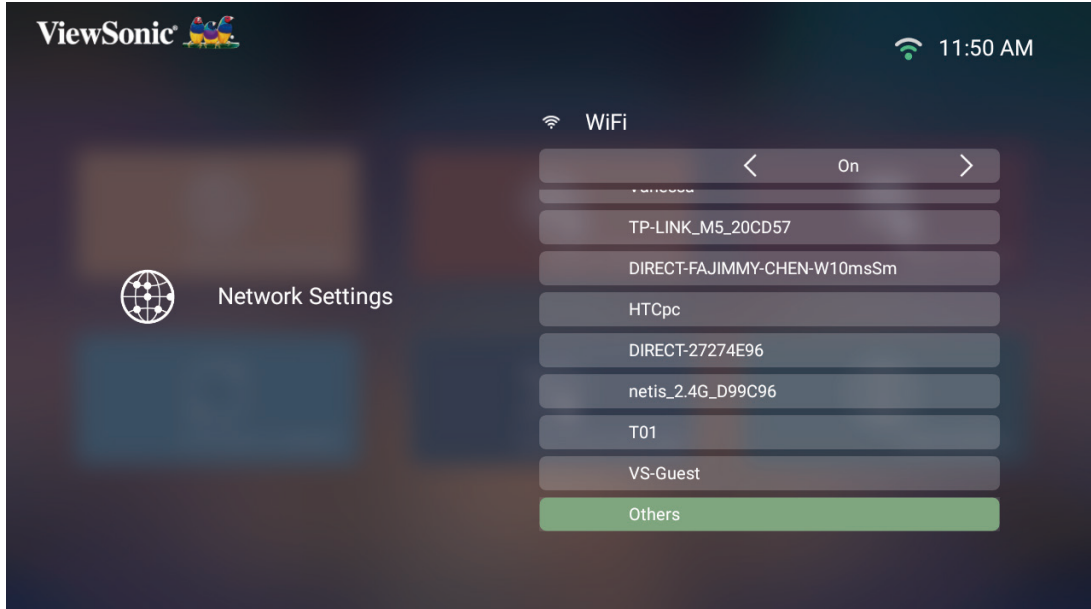 ViewSonic
11:50 AM
WiFi
On
Vanessa
TP-LINK_M5_20CD57
DIRECT-FAJIMMY-CHEN-W10msSm
HTCpc
Network Settings
DIRECT-27274E96
netis_2.4G_D99C96
T01
VS-Guest
Others